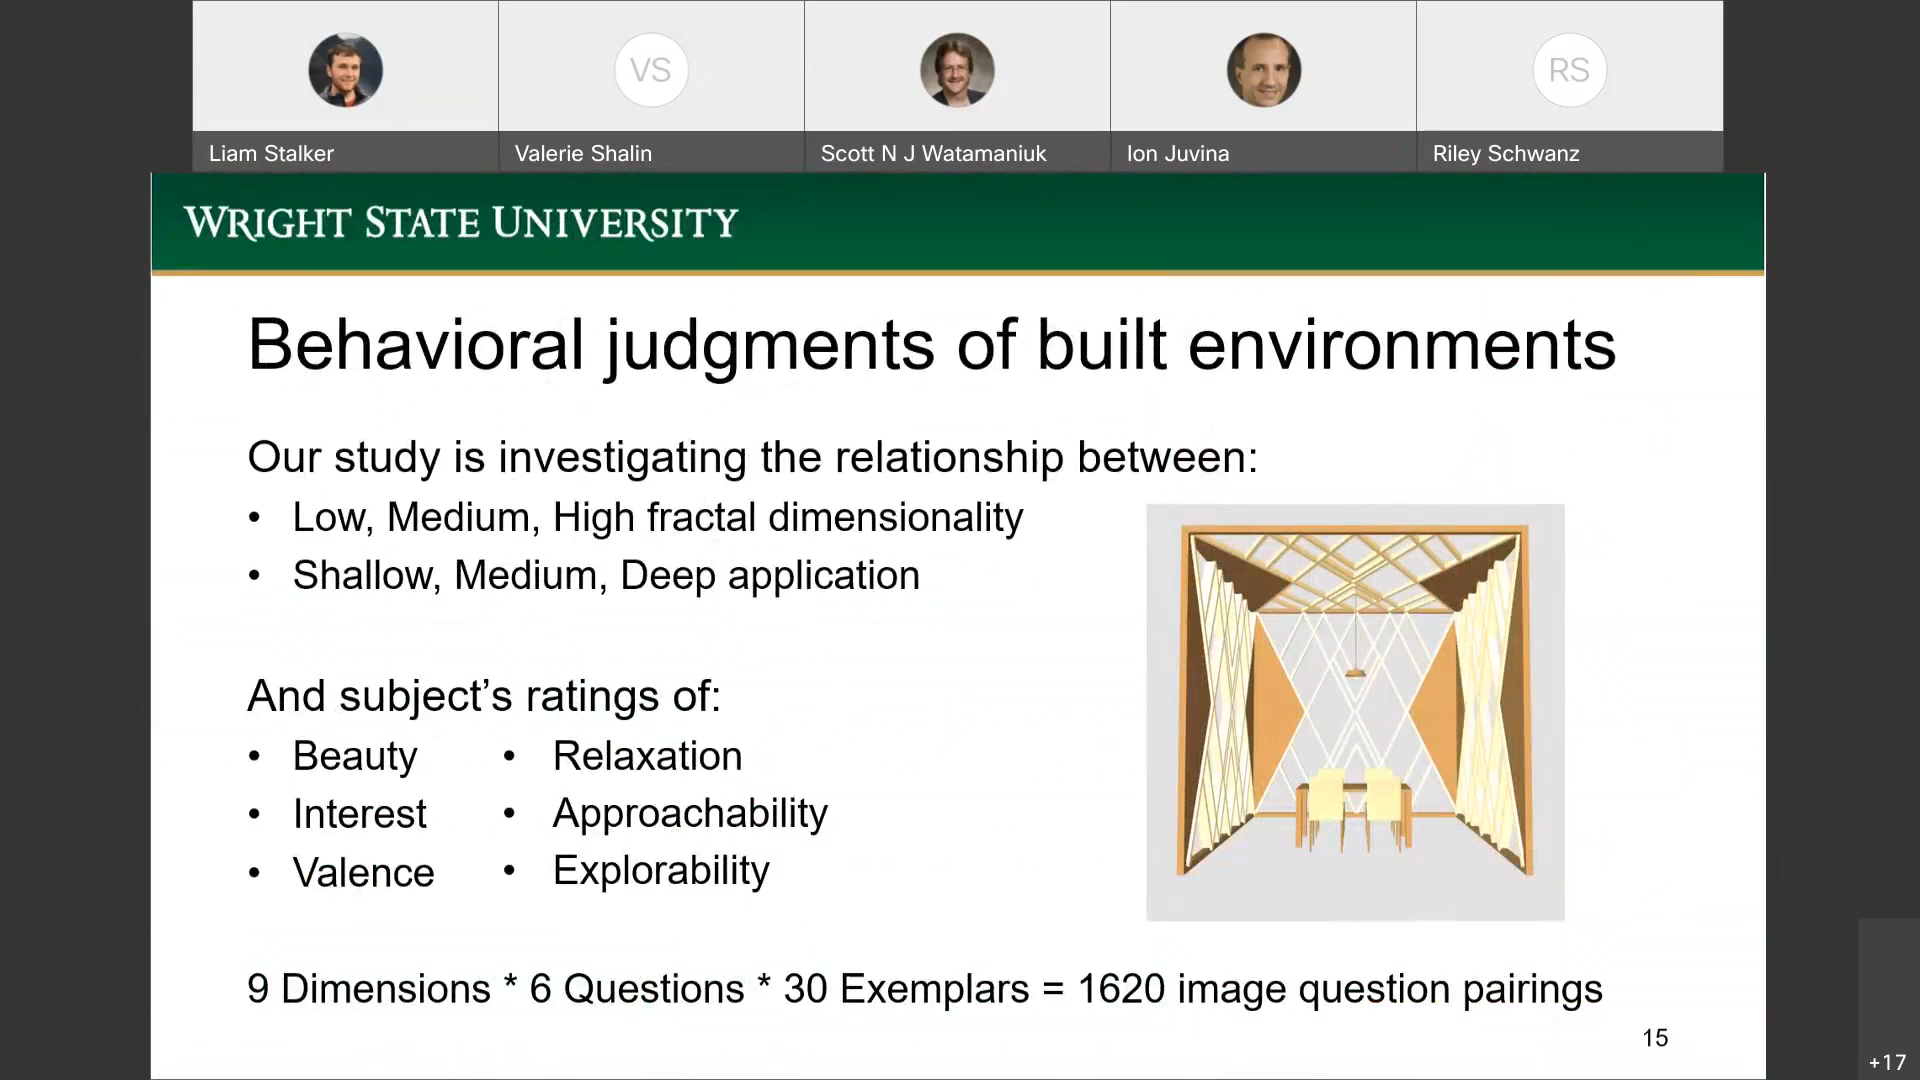 VS
RS
Liam Stalker
Valerie Shalin
Scott N J Watamaniuk
Ion Juvina
Riley Schwanz
WRIGHT STATE UNIVERSITY
Behavioral judgments of built environments
Our study is investigating the relationship between:
• Low, Medium, High fractal dimensionality
• Shallow, Medium, Deep application
And subject’s ratings of:
• Beauty • Relaxation
• Interest • Approachability
• Valence • Explorability
9 Dimensions * 6 Questions * 30 Exemplars = 1620 image question pairings
15
+17